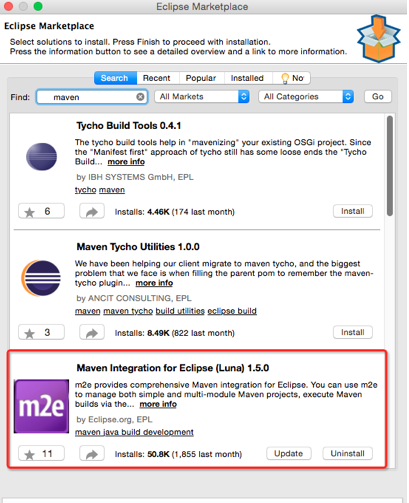 Eclipse Marketplace
Eclipse Marketplace
Select solutions to install. Press Finish to proceed with installation.
Press the information button to see a detailed overview and a link to more information.
Search Recent Popular Installed No
Find: maven All Markets All Categories Go
Tycho Build Tools 0.4.1
The tycho build tools help in "mavenizing" your existing OSGi project. Since
the "Manifest first" approach of tycho still has some loose ends the "Tycho
Build... more info
by IBH SYSTEMS GmbH, EPL
tycho maven
6 Installs: 4.46K (174 last month) Install
Maven Tycho Utilities 1.0.0
We have been helping our client migrate to maven tycho, and the biggest
problem that we face is when filling the parent pom to remember the maven-
tycho plugin... more info
by ANCIT CONSULTING, EPL
maven maven tycho build utilities eclipse build
3 Installs: 8.49K (822 last month) Install
Maven Integration for Eclipse (Luna) 1.5.0
m2e
m2e provides comprehensive Maven integration for Eclipse. You can use m2e
to manage both simple and multi-module Maven projects, execute Maven
builds via the... more info
by Eclipse.org, EPL
maven java build development
11 Installs: 50.8K (1,855 last month) Update Uninstall